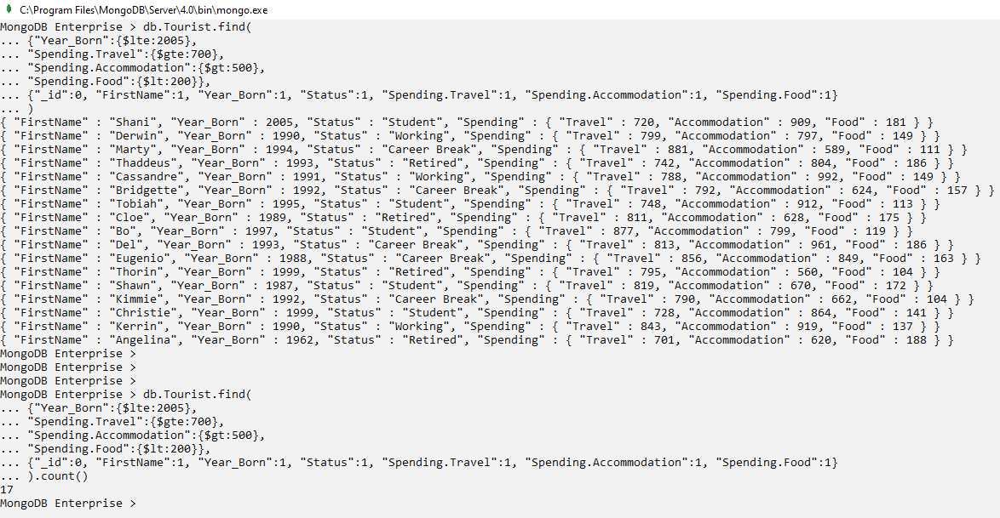 C:\Program Files\MongoDB\Server\4.0\bin\mongo.exe
MongoDB Enterprise > db.Tourist.find(
... {"Year_Born":{$lte:2005},
... "Spending.Travel":{$gte:700},
... "Spending.Accommodation":{$gt:500},
... "Spending.Food":{$lt:200}},
... {"_id":0, "FirstName":1, "Year_Born":1, "Status":1, "Spending.Travel":1, "Spending.Accommodation":1, "Spending.Food":1}
... )
{ "FirstName" : "Shani", "Year_Born" : 2005, "Status" : "Student", "Spending" : { "Travel" : 720, "Accommodation" : 909, "Food" : 181 } }
{ "FirstName" : "Derwin", "Year_Born" : 1990, "Status" : "Working", "Spending" : { "Travel" : 799, "Accommodation" : 797, "Food" : 149 } }
{ "FirstName" : "Marty", "Year_Born" : 1994, "Status" : "Career Break", "Spending" : { "Travel" : 881, "Accommodation" : 589, "Food" : 111 } }
{ "FirstName" : "Thaddeus", "Year_Born" : 1993, "Status" : "Retired", "Spending" : { "Travel" : 742, "Accommodation" : 804, "Food" : 186 } }
{ "FirstName" : "Cassandre", "Year_Born" : 1991, "Status" : "Working", "Spending" : { "Travel" : 788, "Accommodation" : 992, "Food" : 149 } }
{ "FirstName" : "Bridgette", "Year_Born" : 1992, "Status" : "Career Break", "Spending" : { "Travel" : 792, "Accommodation" : 624, "Food" : 157 } }
{ "FirstName" : "Tobiah", "Year_Born" : 1995, "Status" : "Student", "Spending" : { "Travel" : 748, "Accommodation" : 912, "Food" : 113 } }
{ "FirstName" : "Cloe", "Year_Born" : 1989, "Status" : "Retired", "Spending" : { "Travel" : 811, "Accommodation" : 628, "Food" : 175 } }
{ "FirstName" : "Bo", "Year_Born" : 1997, "Status" : "Student", "Spending" : { "Travel" : 877, "Accommodation" : 799, "Food" : 119 } }
{ "FirstName" : "Del", "Year_Born" : 1993, "Status" : "Career Break", "Spending" : { "Travel" : 813, "Accommodation" : 961, "Food" : 186 } }
{ "FirstName" : "Eugenio", "Year_Born" : 1988, "Status" : "Career Break", "Spending" : { "Travel" : 856, "Accommodation" : 849, "Food" : 163 } }
{ "FirstName" : "Thorin", "Year_Born" : 1999, "Status" : "Retired", "Spending" : { "Travel" : 795, "Accommodation" : 560, "Food" : 104 } }
{ "FirstName" : "Shawn", "Year_Born" : 1987, "Status" : "Student", "Spending" : { "Travel" : 819, "Accommodation" : 670, "Food" : 172 } }
{ "FirstName" : "Kimmie", "Year_Born" : 1992, "Status" : "Career Break", "Spending" : { "Travel" : 790, "Accommodation" : 662, "Food" : 104 } }
{ "FirstName" : "Christie", "Year_Born" : 1999, "Status" : "Student", "Spending" : { "Travel" : 728, "Accommodation" : 864, "Food" : 141 } }
{ "FirstName" : "Kerrin", "Year_Born" : 1990, "Status" : "Working", "Spending" : { "Travel" : 843, "Accommodation" : 919, "Food" : 137 } }
{ "FirstName" : "Angelina", "Year_Born" : 1962, "Status" : "Retired", "Spending" : { "Travel" : 701, "Accommodation" : 620, "Food" : 188 } }
MongoDB Enterprise >
MongoDB Enterprise >
MongoDB Enterprise >
MongoDB Enterprise > db.Tourist.find(
... {"Year_Born":{$lte:2005},
... "Spending.Travel":{$gte:700},
... "Spending.Accommodation":{$gt:500},
... "Spending.Food":{$lt:200}},
... {"_id":0, "FirstName":1, "Year_Born":1, "Status":1, "Spending.Travel":1, "Spending.Accommodation":1, "Spending.Food":1}
... ).count()
17
MongoDB Enterprise >